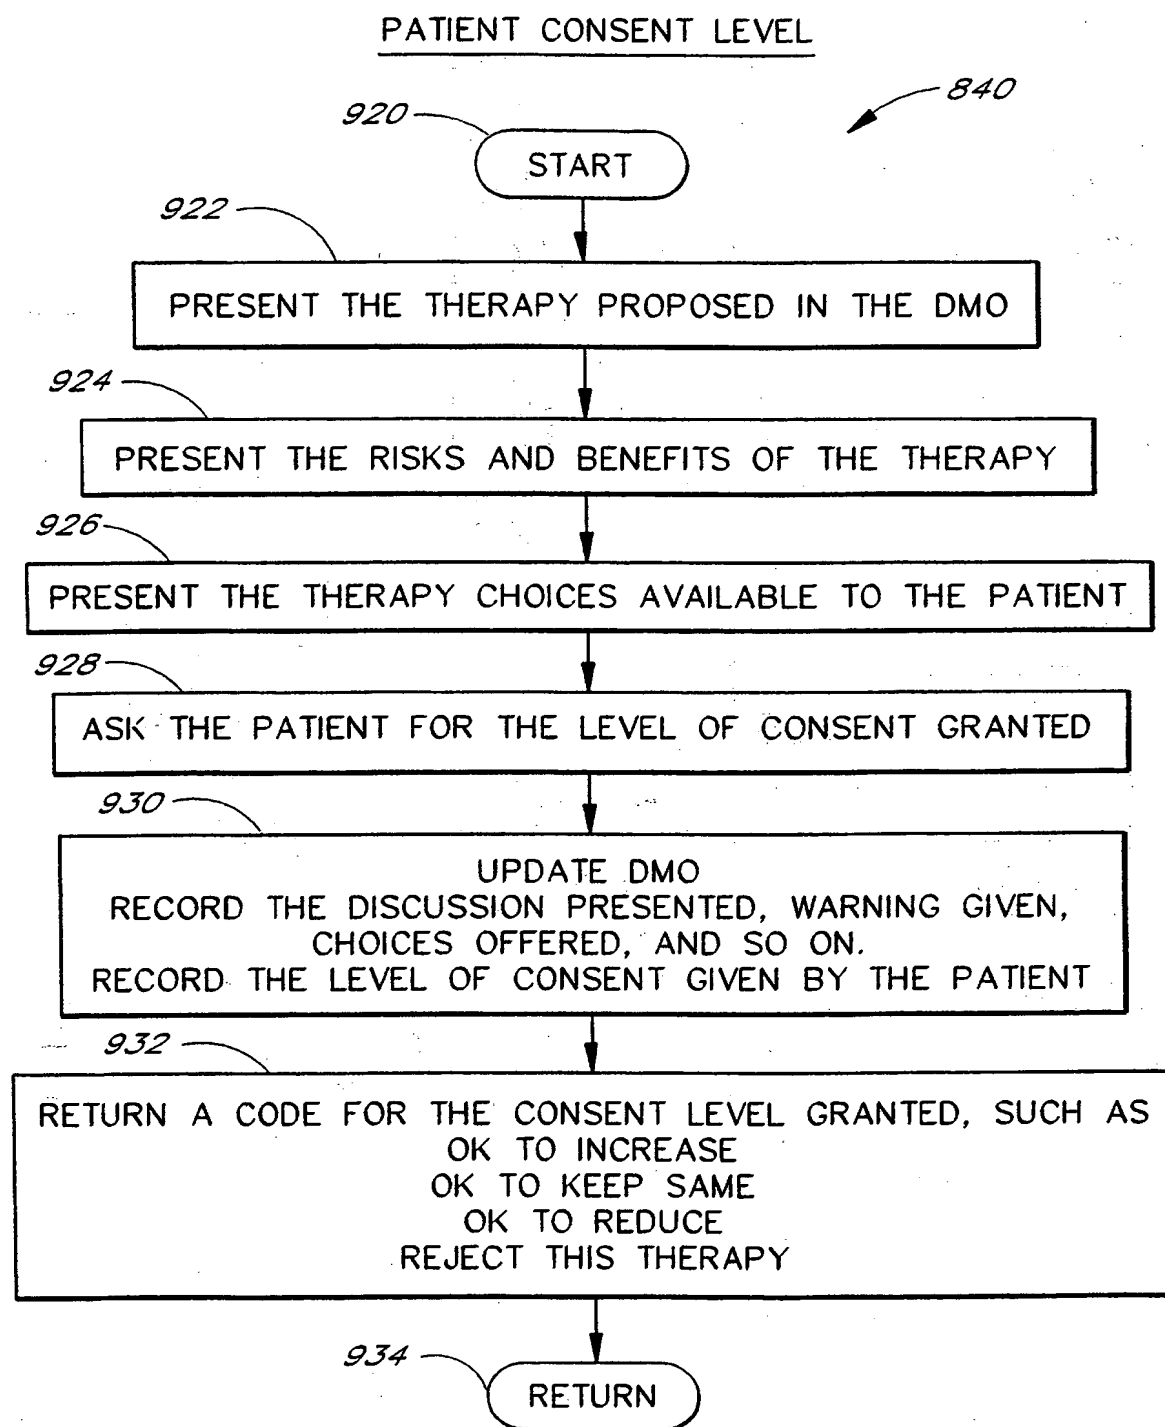 PATIENT CONSENT LEVEL
840
920
START
922
PRESENT THE THERAPY PROPOSED IN THE DMO
924
PRESENT THE RISKS AND BENEFITS OF THE THERAPY
926
PRESENT THE THERAPY CHOICES AVAILABLE TO THE PATIENT
928
ASK THE PATIENT FOR THE LEVEL OF CONSENT GRANTED
930
UPDATE DMO
RECORD THE DISCUSSION PRESENTED, WARNING GIVEN,
CHOICES OFFERED, AND SO ON.
RECORD THE LEVEL OF CONSENT GIVEN BY THE PATIENT
932
RETURN A CODE FOR THE CONSENT LEVEL GRANTED, SUCH AS
OK TO INCREASE
OK TO KEEP SAME
OK TO REDUCE
REJECT THIS THERAPY
934
RETURN